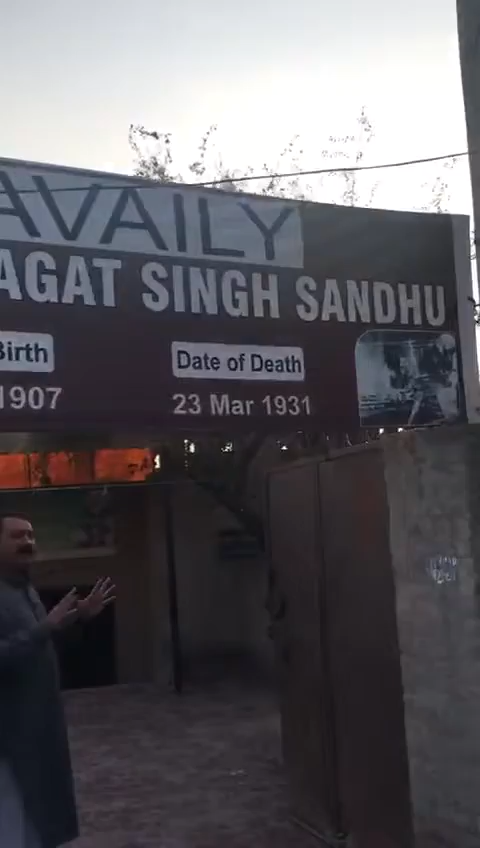 AVAILY
AGAT SINGH SANDHU
Birth
Date of Death
1907
23 Mar 1931